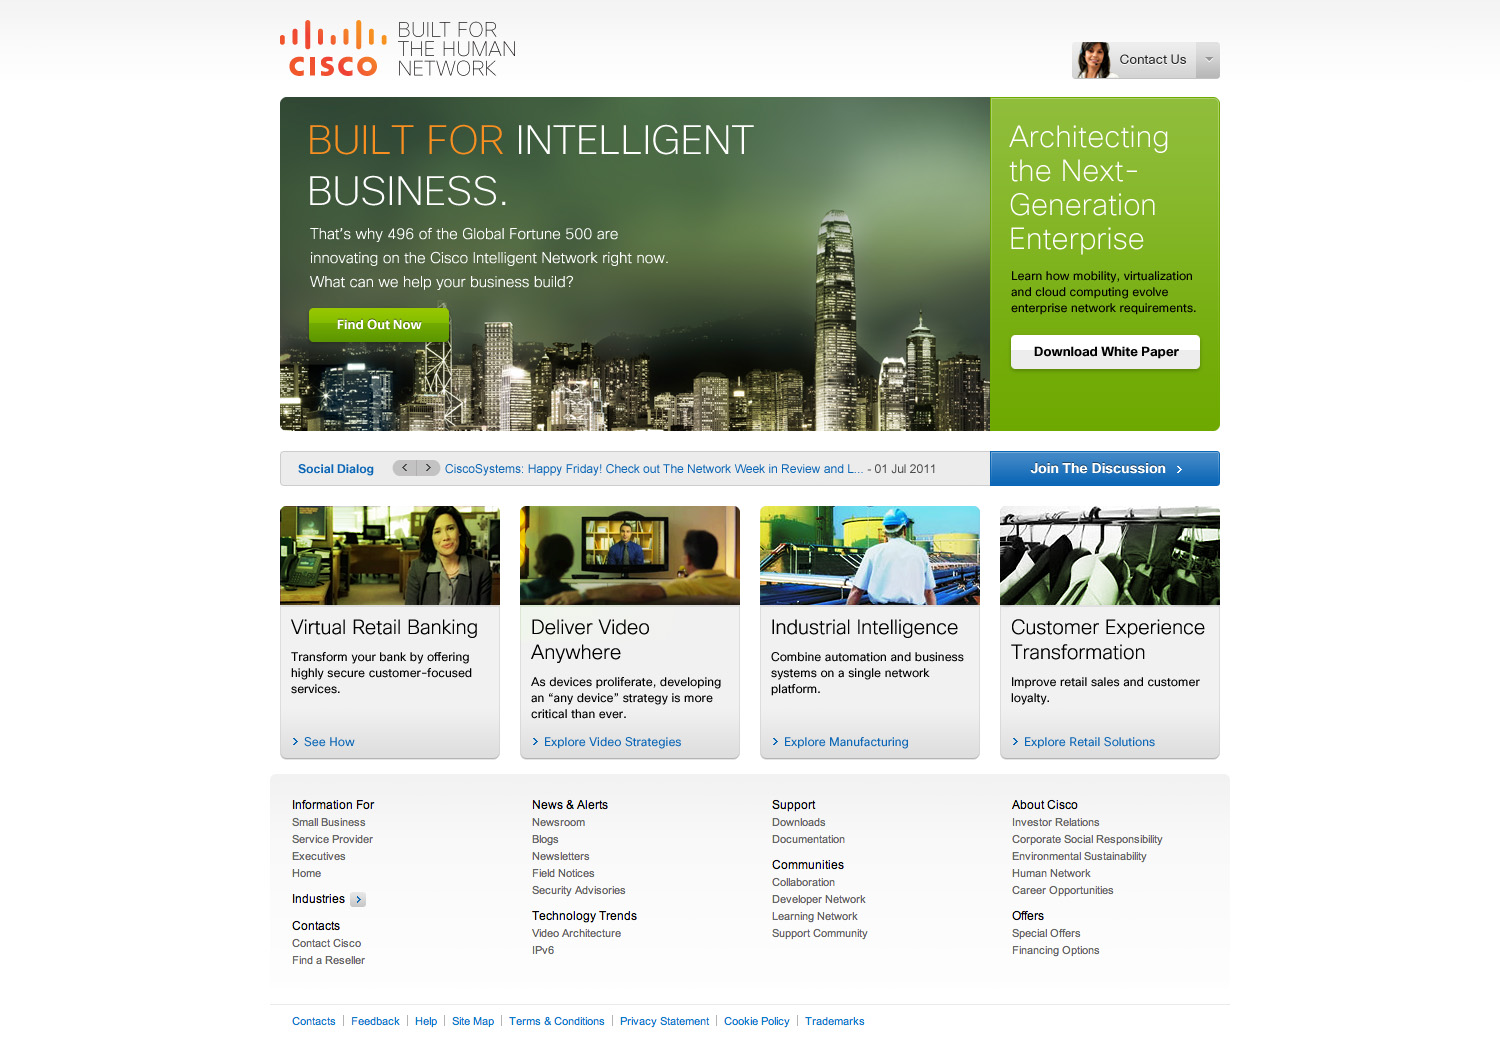 CISCO
BUILT FOR
THE HUMAN
NETWORK
Contact Us
BUILT FOR INTELLIGENT
BUSINESS.
That's why 496 of the Global Fortune 500 are
innovating on the Cisco Intelligent Network right now.
What can we help your business build?
Find Out Now
Architecting
the Next-
Generation
Enterprise
Learn how mobility, virtualization
and cloud computing evolve
enterprise network requirements.
Download White Paper
Social Dialog
CiscoSystems: Happy Friday! Check out The Network Week in Review and L... - 01 Jul 2011
Join The Discussion
Virtual Retail Banking
Transform your bank by offering
highly secure customer-focused
services.
See How
Deliver Video
Anywhere
As devices proliferate, developing
an “any device” strategy is more
critical than ever.
Explore Video Strategies
Industrial Intelligence
Combine automation and business
systems on a single network
platform.
Explore Manufacturing
Customer Experience
Transformation
Improve retail sales and customer
loyalty.
Explore Retail Solutions
Information For
Small Business
Service Provider
Executives
Home
Industries
Contacts
Contact Cisco
Find a Reseller
News & Alerts
Newsroom
Blogs
Newsletters
Field Notices
Security Advisories
Technology Trends
Video Architecture
IPv6
Support
Downloads
Documentation
Communities
Collaboration
Developer Network
Learning Network
Support Community
About Cisco
Investor Relations
Corporate Social Responsibility
Environmental Sustainability
Human Network
Career Opportunities
Offers
Special Offers
Financing Options
Contacts | Feedback | Help | Site Map | Terms & Conditions | Privacy Statement | Cookie Policy | Trademarks